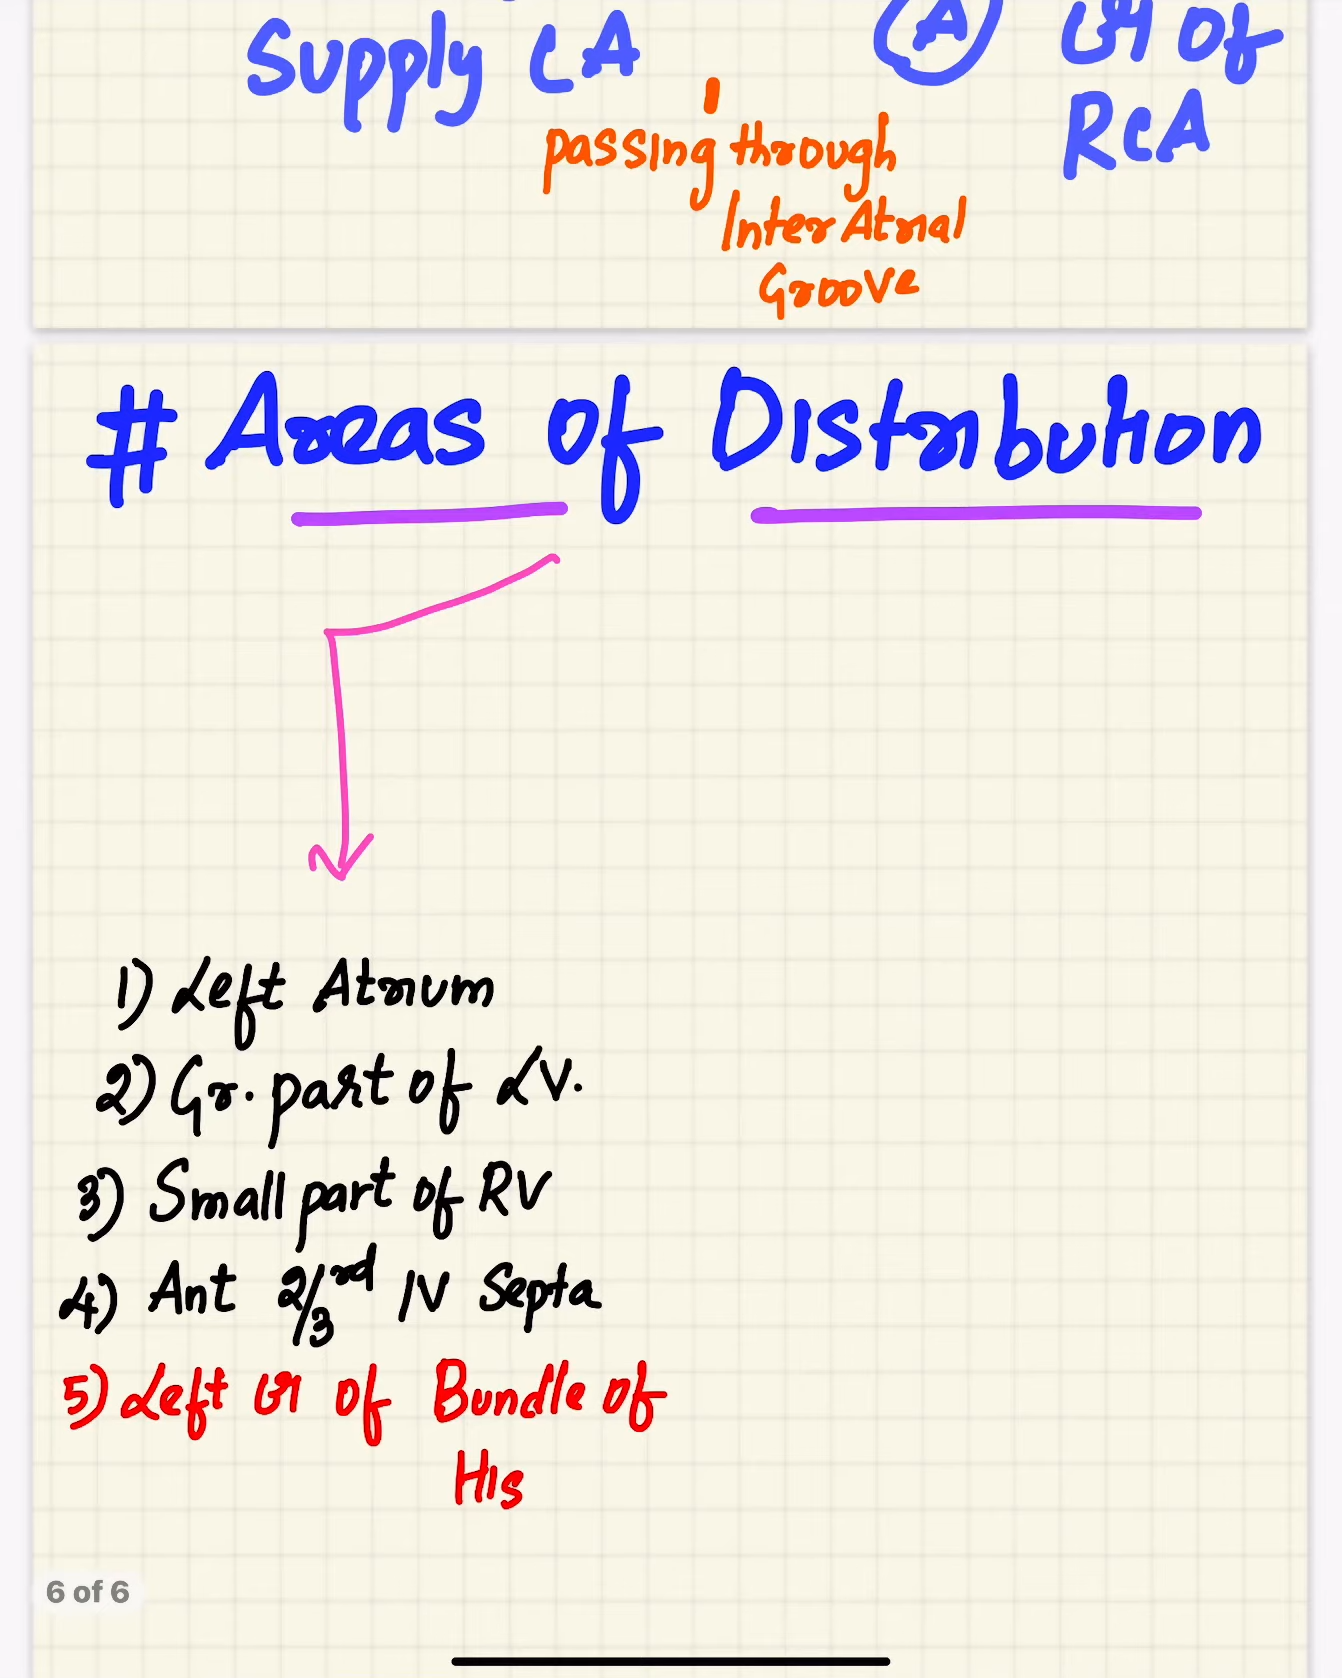 Supply LA
A
Br of
RCA
passing through
Inter Atrial
Groove
# Areas of Distribution
1) Left Atrium
2) Gr. part of LV.
3) Small part of RV
4) Ant 2/3rd IV Septa
5) Left Br of Bundle of
His
6 of 6